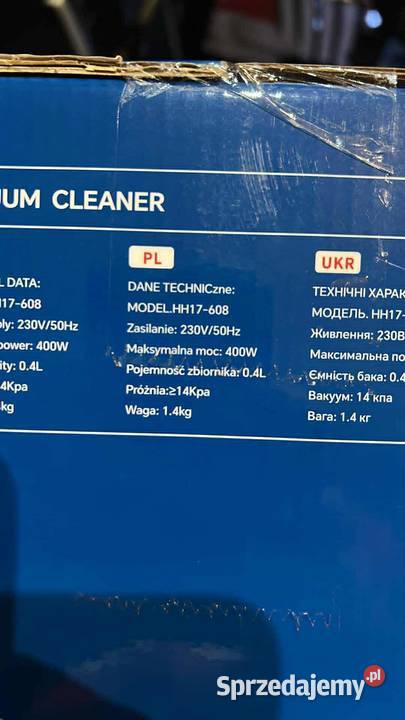 UM CLEANER
L DATA:
H17-608
ly: 230V/50Hz
power: 400W
ity: 0.4L
4Kpa
kg
PL
DANE TECHNICzne:
MODEL.HH17-608
Zasilanie: 230V/50Hz
Maksymalna moc: 400W
Pojemność zbiornika: 0.4L
Próżnia:≥14Kpa
Waga: 1.4kg
UKR
ТЕХНІЧНІ ХАРАК
МОДЕЛЬ. HH17-
Живлення: 230В
Максимальна по
Ємність бака: 0.4
Вакуум: 14 кпа
Вага: 1.4 кг
Sprzedajemy.pl